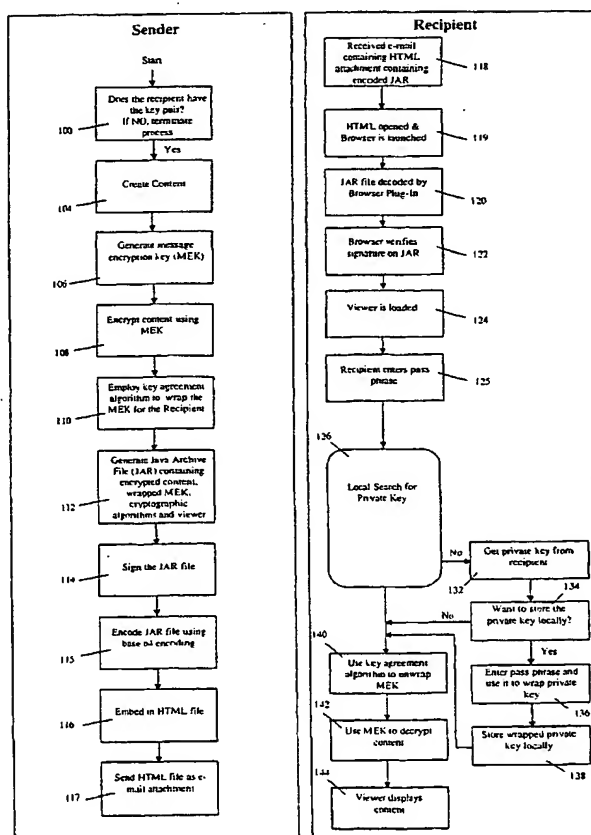 Sender
Start
Does the recipient have
the key pair?
If NO, terminate
process
100
Yes
Create Content
104
Generate message
encryption key (MEK)
106
Encrypt content using
MEK
108
Employ key agreement
algorithm to wrap the
MEK for the Recipient
110
Generate Java Archive
File (JAR) containing
encrypted content,
wrapped MEK,
cryptographic
algorithms and viewer
112
Sign the JAR file
114
Encode JAR file using
base 64 encoding
115
Embed in HTML file
116
Send HTML file as e-
mail attachment
117
Recipient
Received e-mail
containing HTML
attachment containing
encoded JAR
118
HTML opened &
Browser is launched
119
JAR file decoded by
Browser Plug-In
120
Browser verifies
signature on JAR
122
Viewer is loaded
124
Recipient enters pass
phrase
125
126
Local Search for
Private Key
No
Get private key from
recipient
132
134
Want to store the
private key locally?
No
Yes
Enter pass phrase and
use it to wrap private
key
136
Store wrapped private
key locally
138
140
Use key agreement
algorithm to unwrap
MEK
142
Use MEK to decrypt
content
144
Viewer displays
content